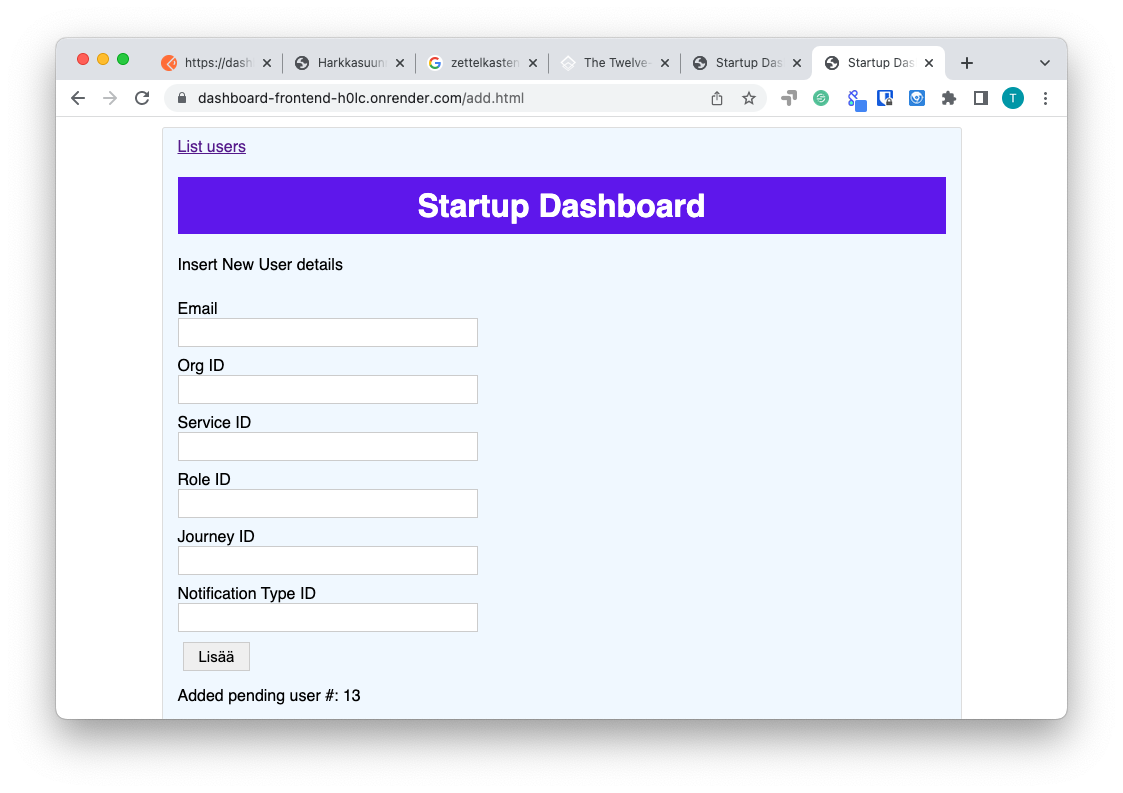 https://dash
Harkkasuun
zettelkasten
The Twelve-
Startup Das
Startup Das
dashboard-frontend-h0lc.onrender.com/add.html
T
List users
Startup Dashboard
Insert New User details
Email
Org ID
Service ID
Role ID
Journey ID
Notification Type ID
Lisää
Added pending user #: 13